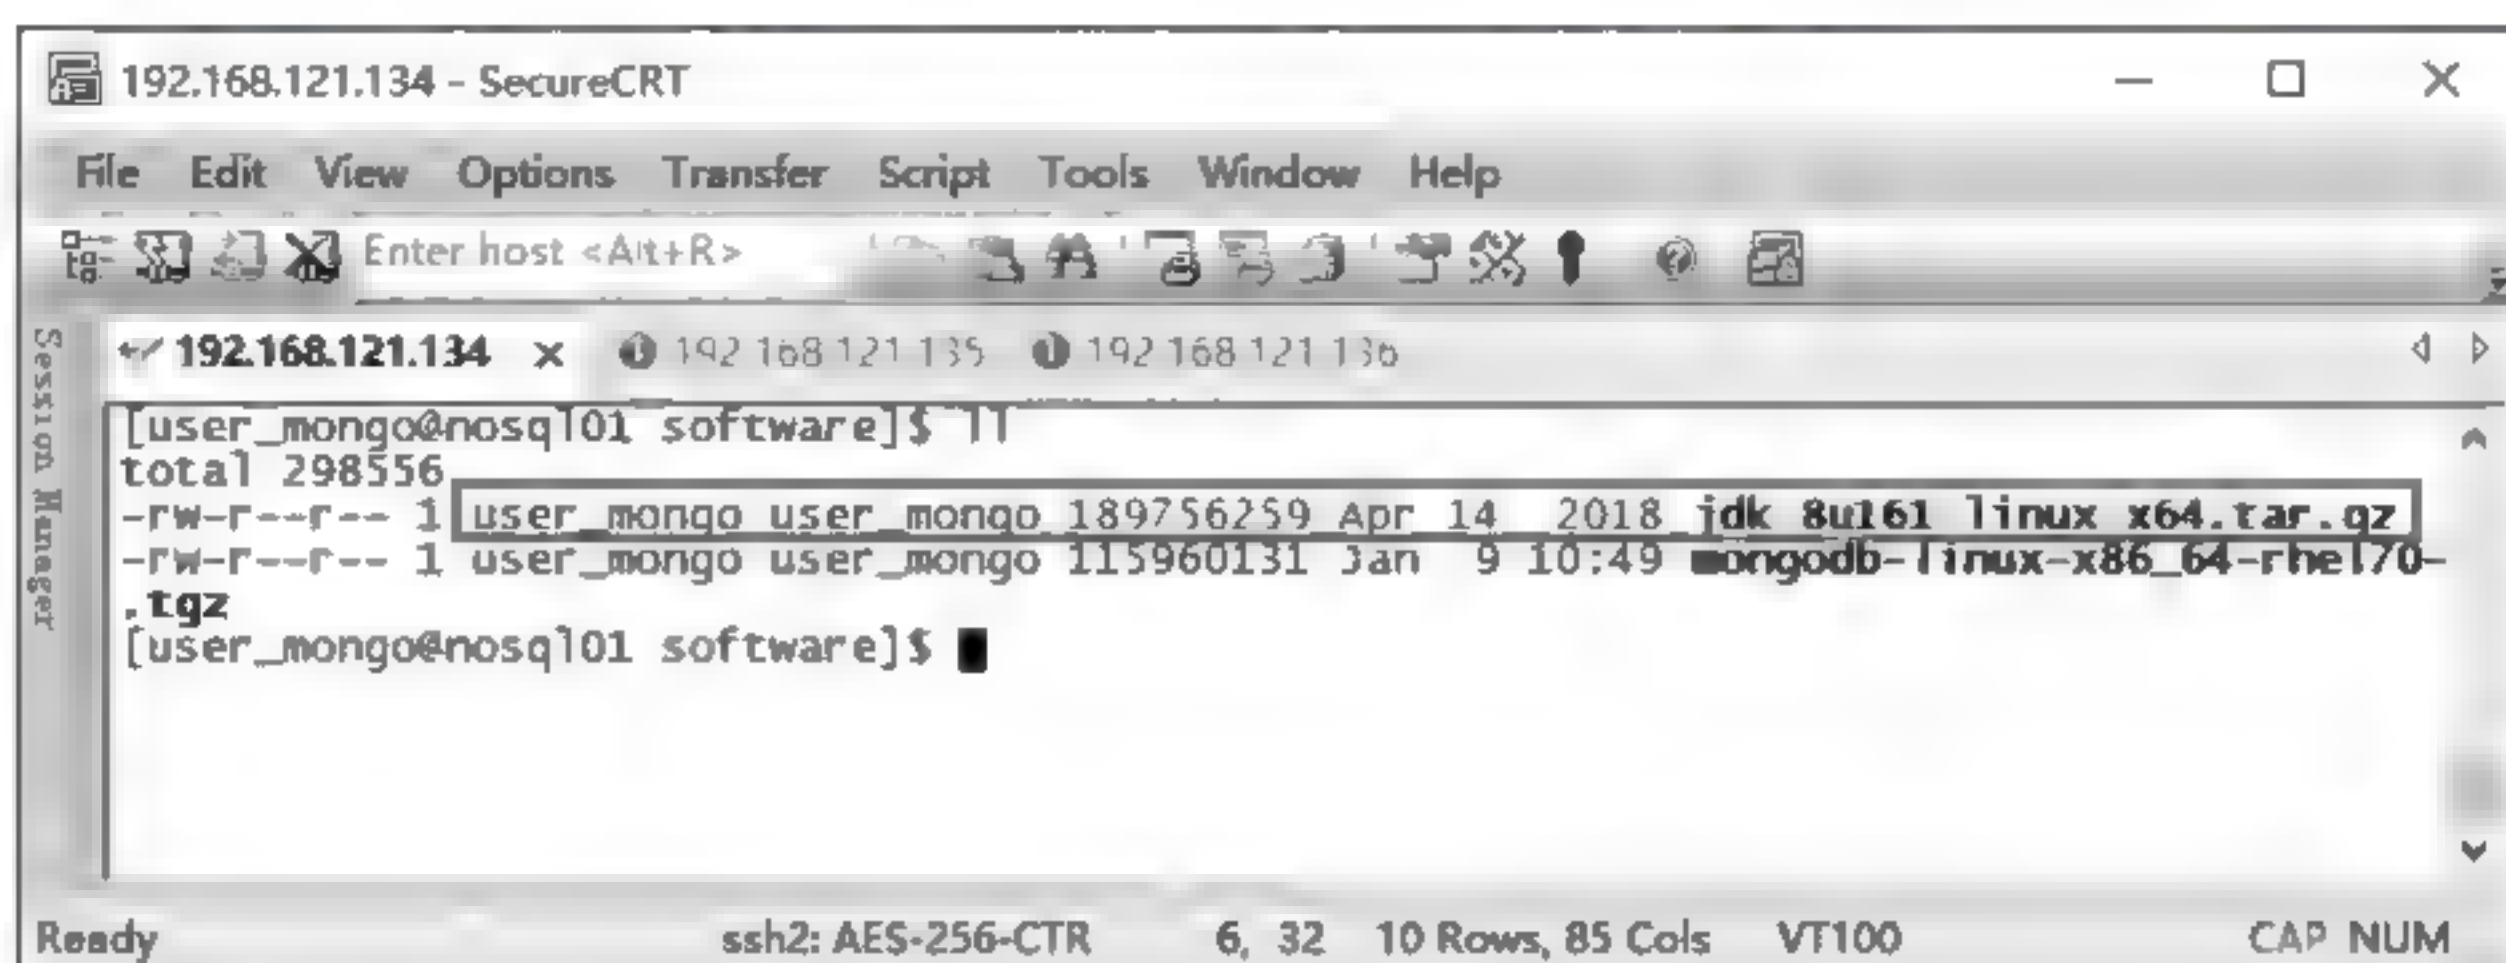 192.168.121.134 - SecureCRT
File Edit View Options Transfer Script Tools Window Help
Enter host <Alt+R>
Session Manager
192.168.121.134 192.168.121.135 192.168.121.136
[user_mongo@nosql01 software]$ ll
total 298556
-rw-r--r-- 1 user_mongo user_mongo 189756259 Apr 14 2018 jdk-8u161-linux-x64.tar.gz
-rw-r--r-- 1 user_mongo user_mongo 115960131 Jan 9 10:49 mongodb-linux-x86_64-rhel70-
.tgz
[user_mongo@nosql01 software]$
Ready ssh2: AES-256-CTR 6, 32 10 Rows, 85 Cols VT100 CAP NUM